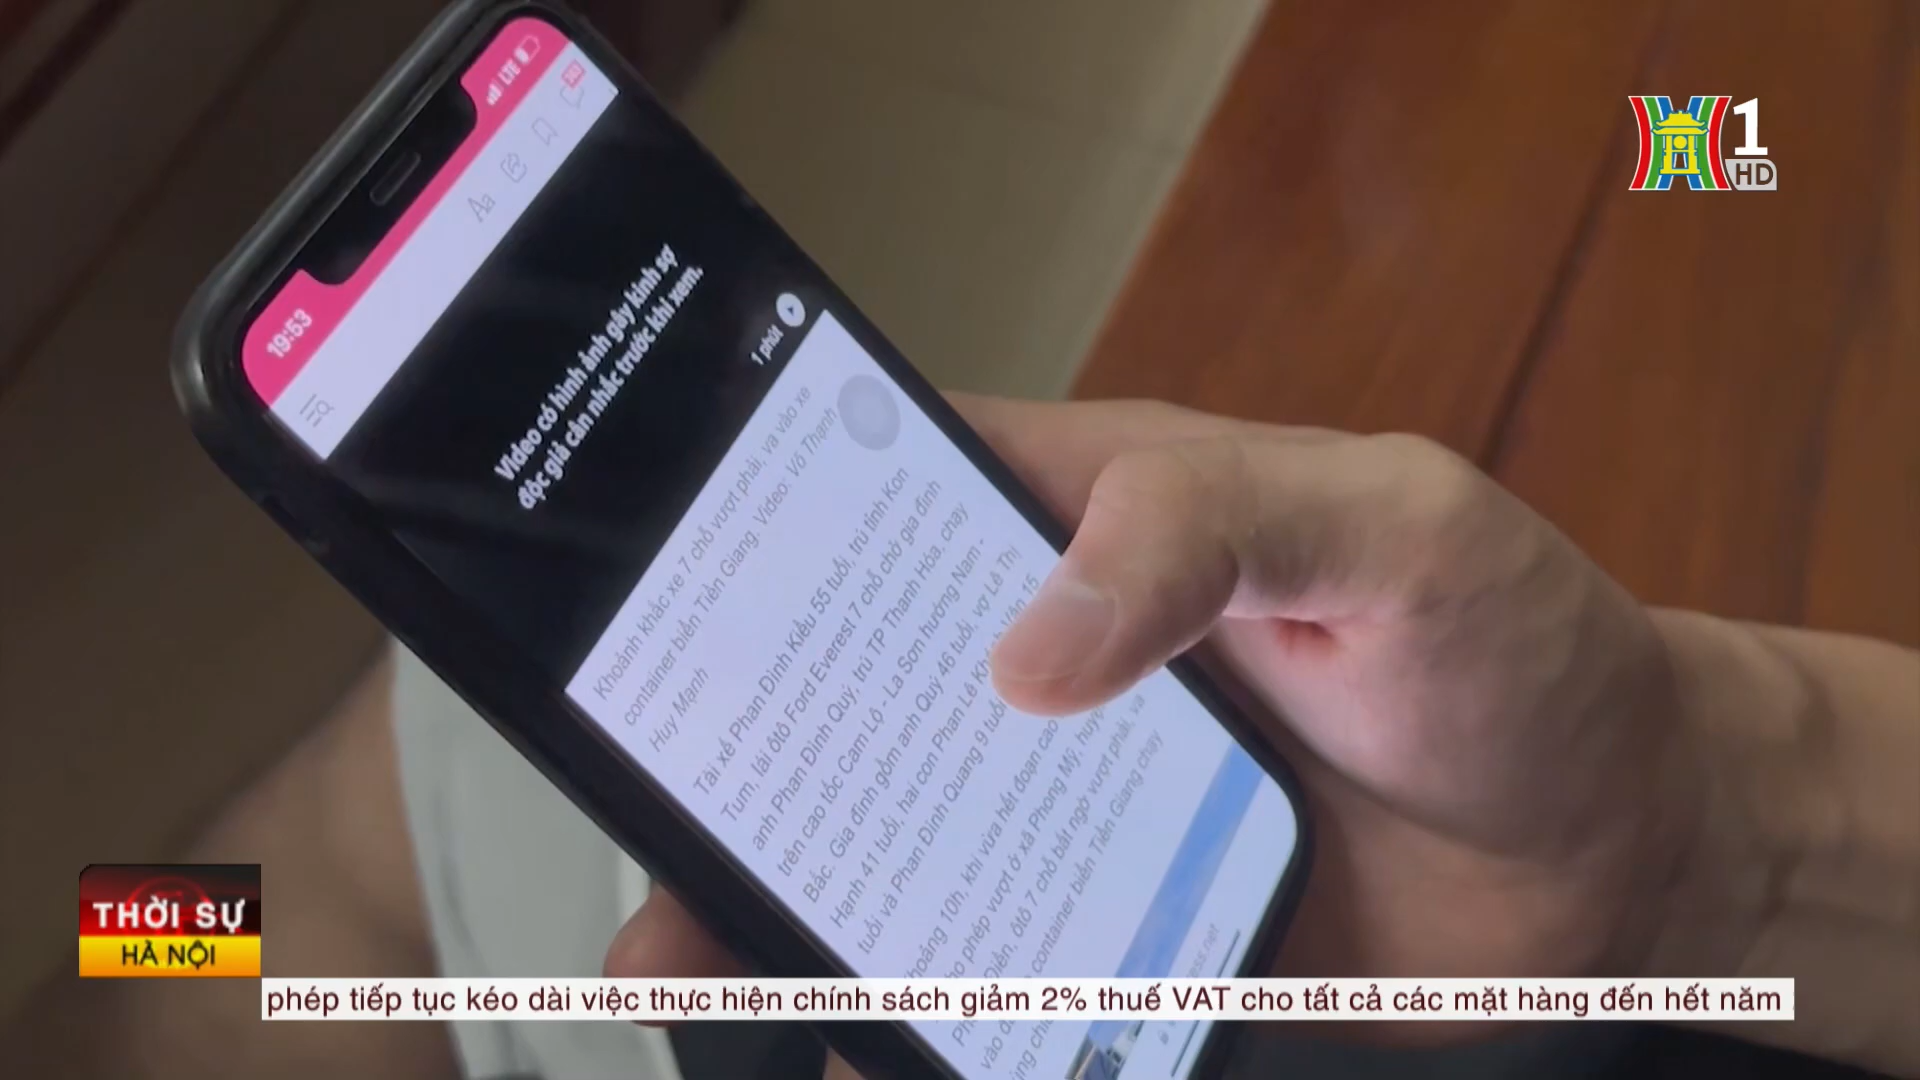 19:53
LTE
Aa
Video có hình ảnh gây kinh sợ
độc giả cân nhắc trước khi xem.
1 phút
Khoảnh khắc xe 7 chỗ vượt phải, va vào xe
container biển Tiền Giang. Video: Võ Thạnh
Huy Mạnh
Tài xế Phan Đình Kiều 55 tuổi, trú tỉnh Kon
Tum, lái ôtô Ford Everest 7 chỗ chở gia đình
anh Phan Đình Quý, trú TP Thanh Hóa, chạy
trên cao tốc Cam Lộ - La Sơn hướng Nam -
Bắc. Gia đình gồm anh Quý 46 tuổi, vợ Lê Thị
Hạnh 41 tuổi, hai con Phan Lê Vân 15
tuổi và Phan Đình Quang 9 tuổi
10h, khi vừa hết đoạn cao
phép vượt ở xã Phong Mỹ,
ôtô 7 chỗ bất ngờ vượt phải, va
container biển Tiền Giang chạy
1
HD
THỜI SỰ
HÀ NỘI
phép tiếp tục kéo dài việc thực hiện chính sách giảm 2% thuế VAT cho tất cả các mặt hàng đến hết năm